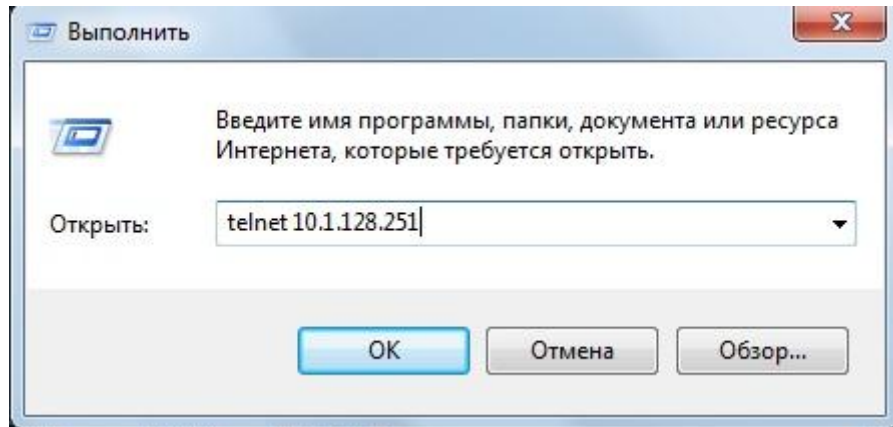 Выполнить
Введите имя программы, папки, документа или ресурса
Интернета, которые требуется открыть.
Открыть: telnet 10.1.128.251
OK Отмена Обзор...